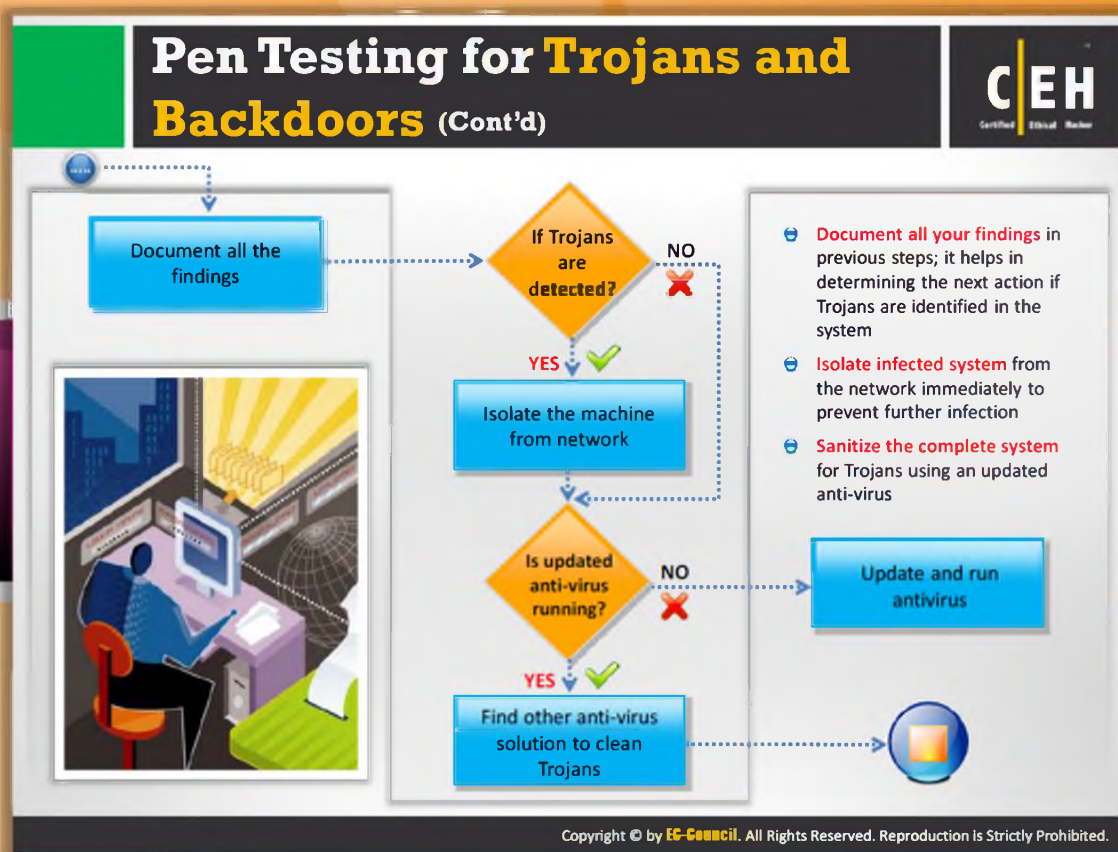 Pen Testing for Trojans and
Backdoors (Cont'd)
CEH
Certified Ethical Hacker
Document all the
findings
If Trojans
are
detected?
NO
YES
Isolate the machine
from network
Is updated
anti-virus
running?
NO
YES
Find other anti-virus
solution to clean
Trojans
Document all your findings in
previous steps; it helps in
determining the next action if
Trojans are identified in the
system
Isolate infected system from
the network immediately to
prevent further infection
Sanitize the complete system
for Trojans using an updated
anti-virus
Update and run
antivirus
Copyright © by EC-Council. All Rights Reserved. Reproduction is Strictly Prohibited.